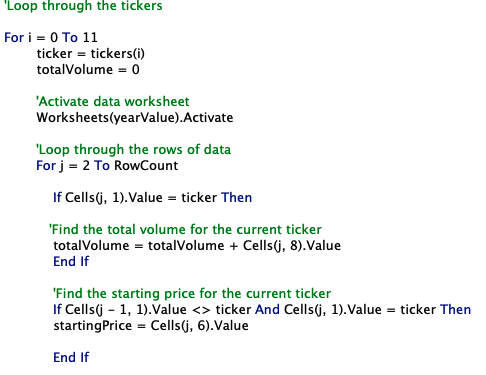 'Loop through the tickers
For i = 0 To 11
ticker = tickers(i)
totalVolume = 0
'Activate data worksheet
Worksheets(yearValue).Activate
'Loop through the rows of data
For j = 2 To RowCount
If Cells(j, 1).Value = ticker Then
'Find the total volume for the current ticker
totalVolume = totalVolume + Cells(j, 8).Value
End If
'Find the starting price for the current ticker
If Cells(j - 1, 1).Value <> ticker And Cells(j, 1).Value = ticker Then
startingPrice = Cells(j, 6).Value
End If